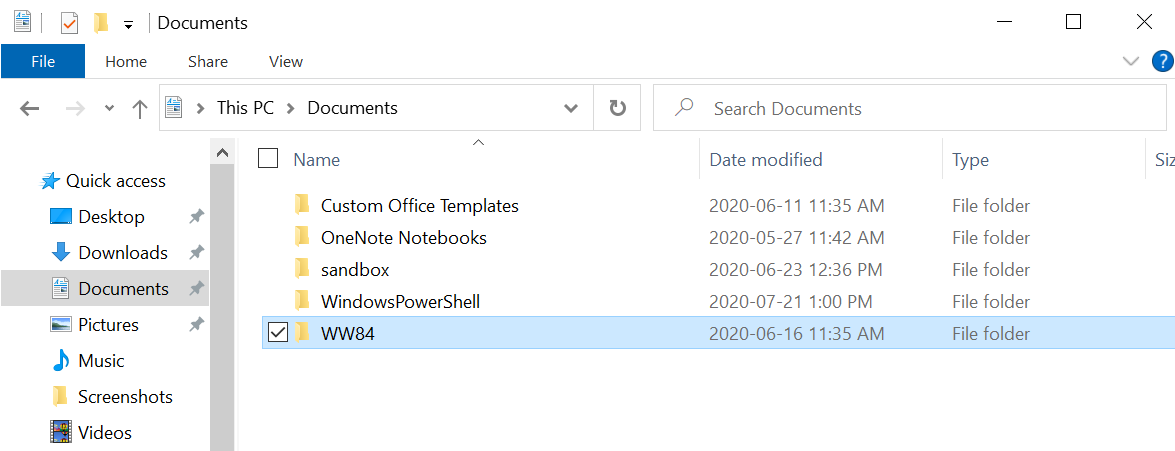 Documents
File Home Share View ?
This PC Documents Search Documents
Name Date modified Type Siz
Quick access
Desktop
Downloads
Documents
Pictures
Music
Screenshots
Videos
Custom Office Templates 2020-06-11 11:35 AM File folder
OneNote Notebooks 2020-05-27 11:42 AM File folder
sandbox 2020-06-23 12:36 PM File folder
WindowsPowerShell 2020-07-21 1:00 PM File folder
WW84 2020-06-16 11:35 AM File folder